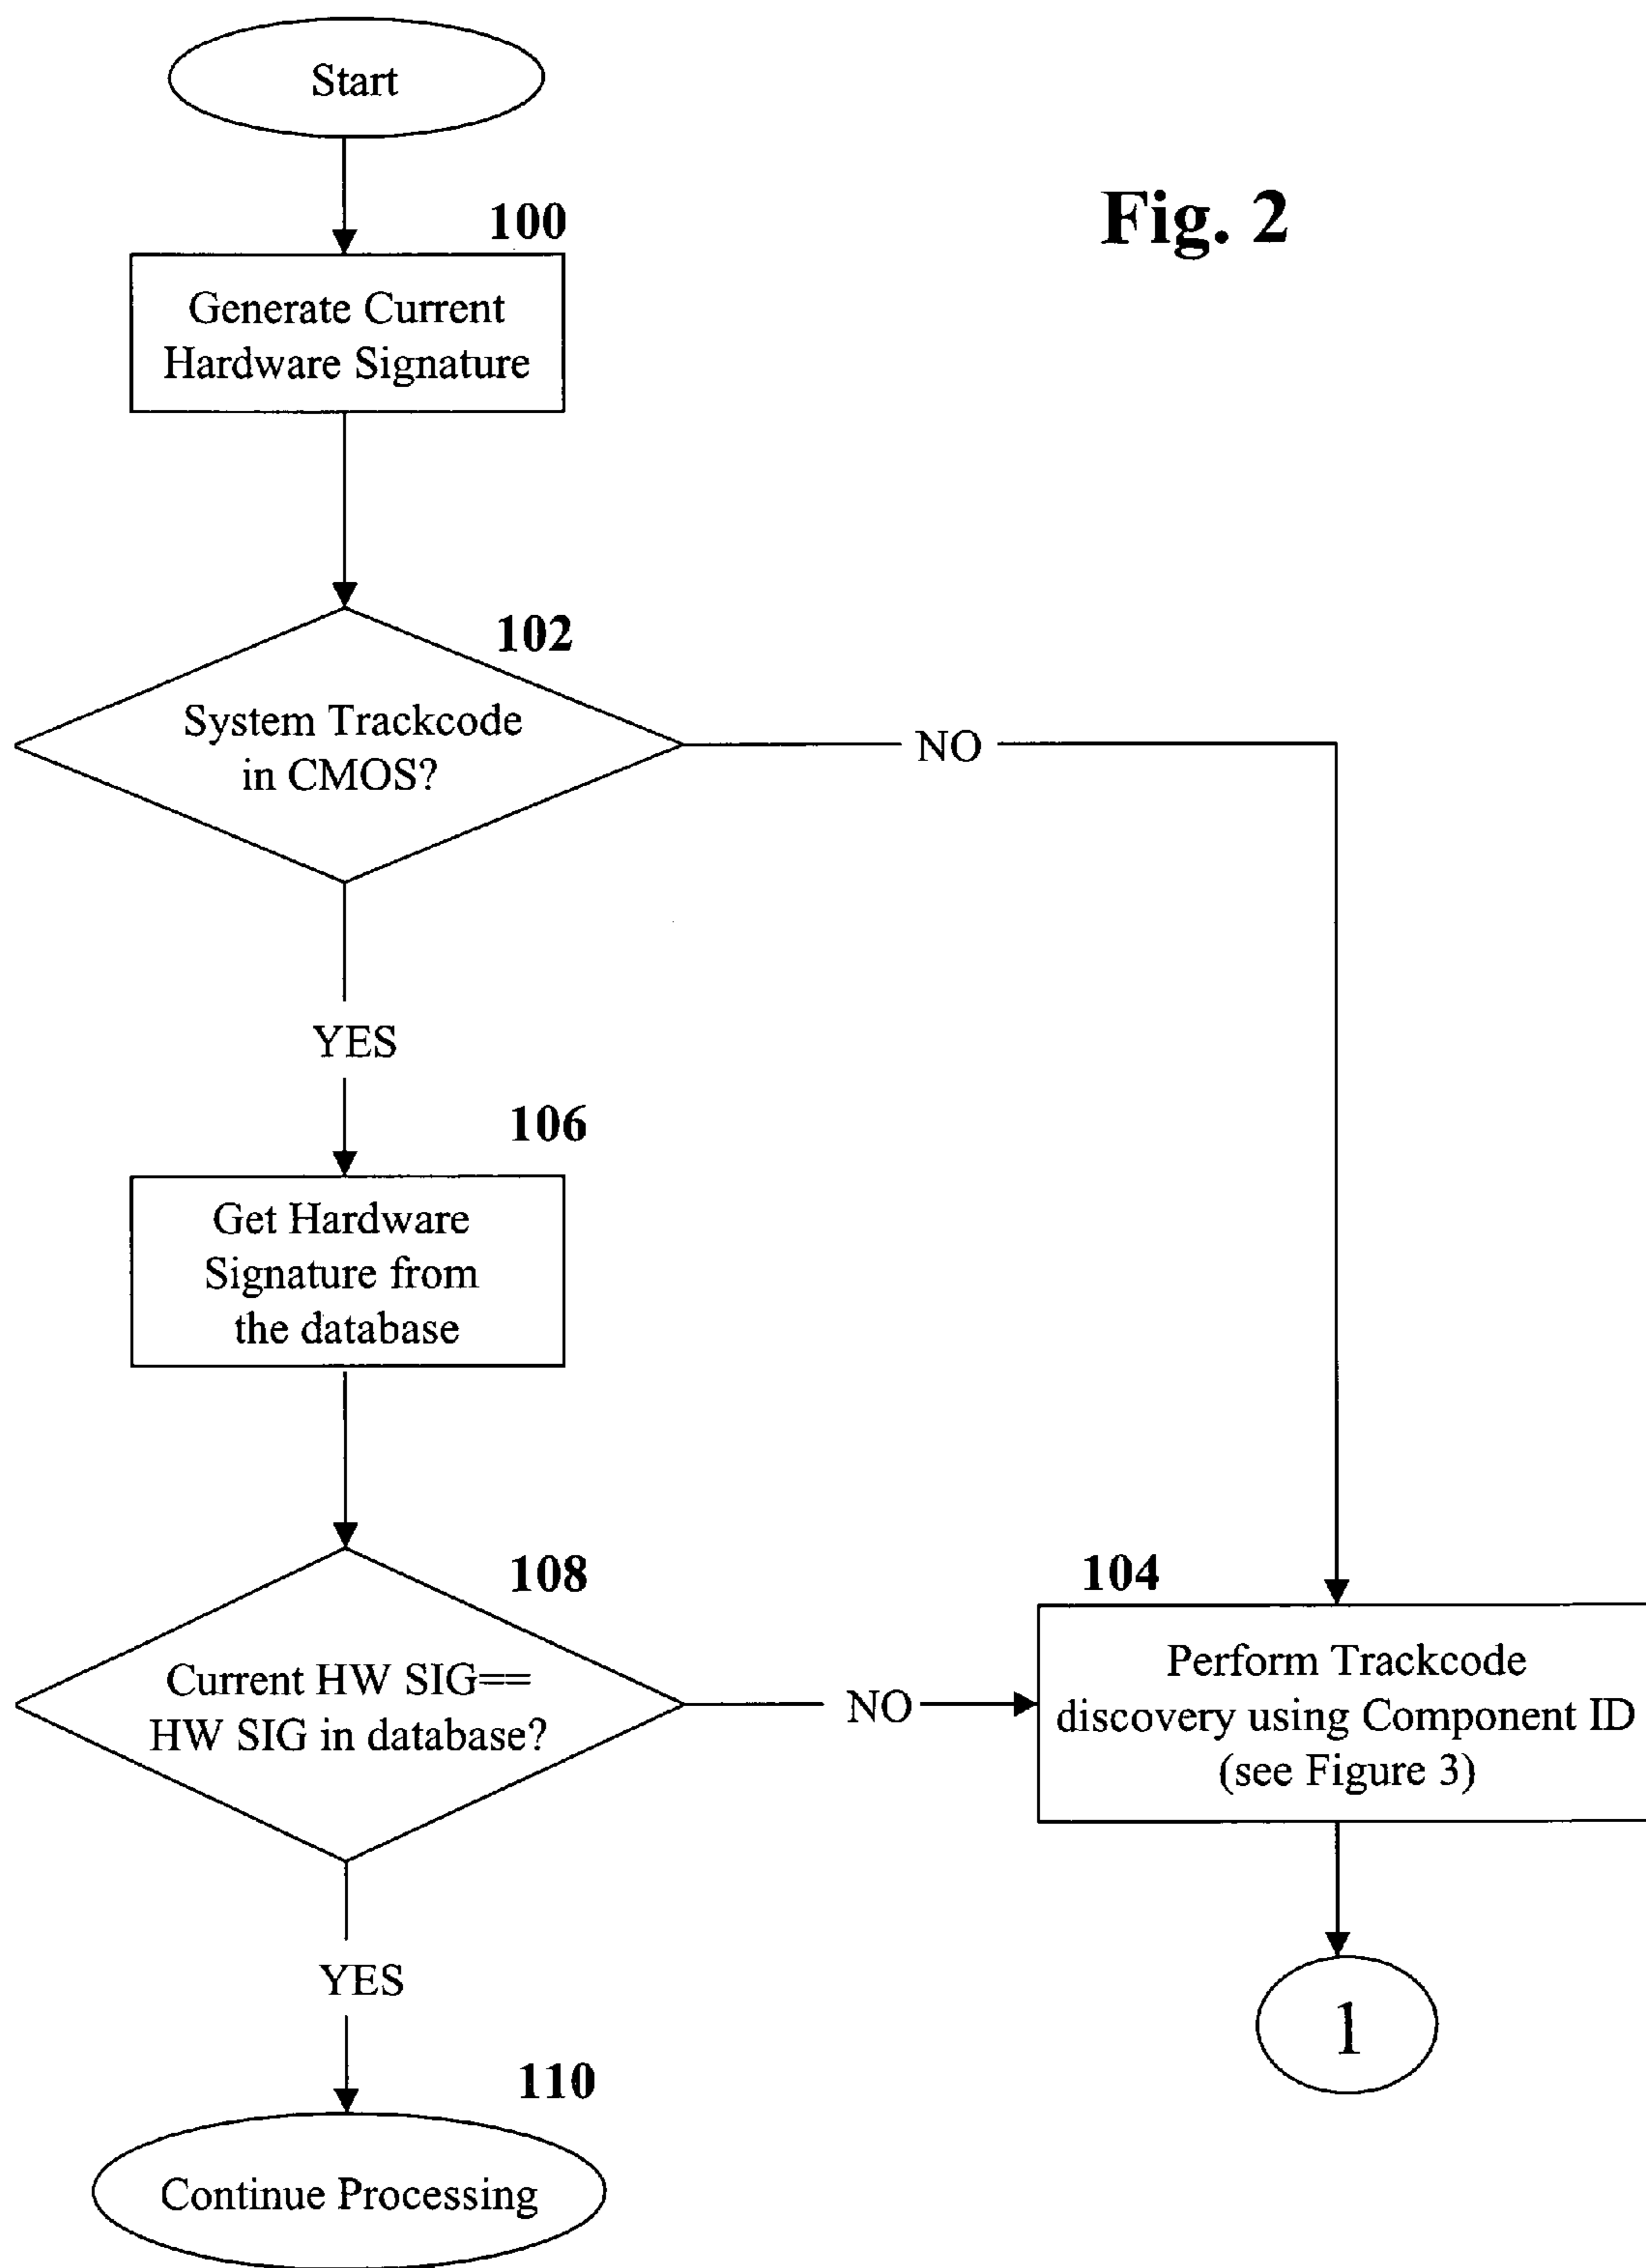 Start
Fig. 2
100
Generate Current
Hardware Signature
102
System Trackcode
in CMOS?
NO
YES
106
Get Hardware
Signature from
the database
108
Current HW SIG==
HW SIG in database?
NO
104
Perform Trackcode
discovery using Component ID
(see Figure 3)
YES
1
110
Continue Processing